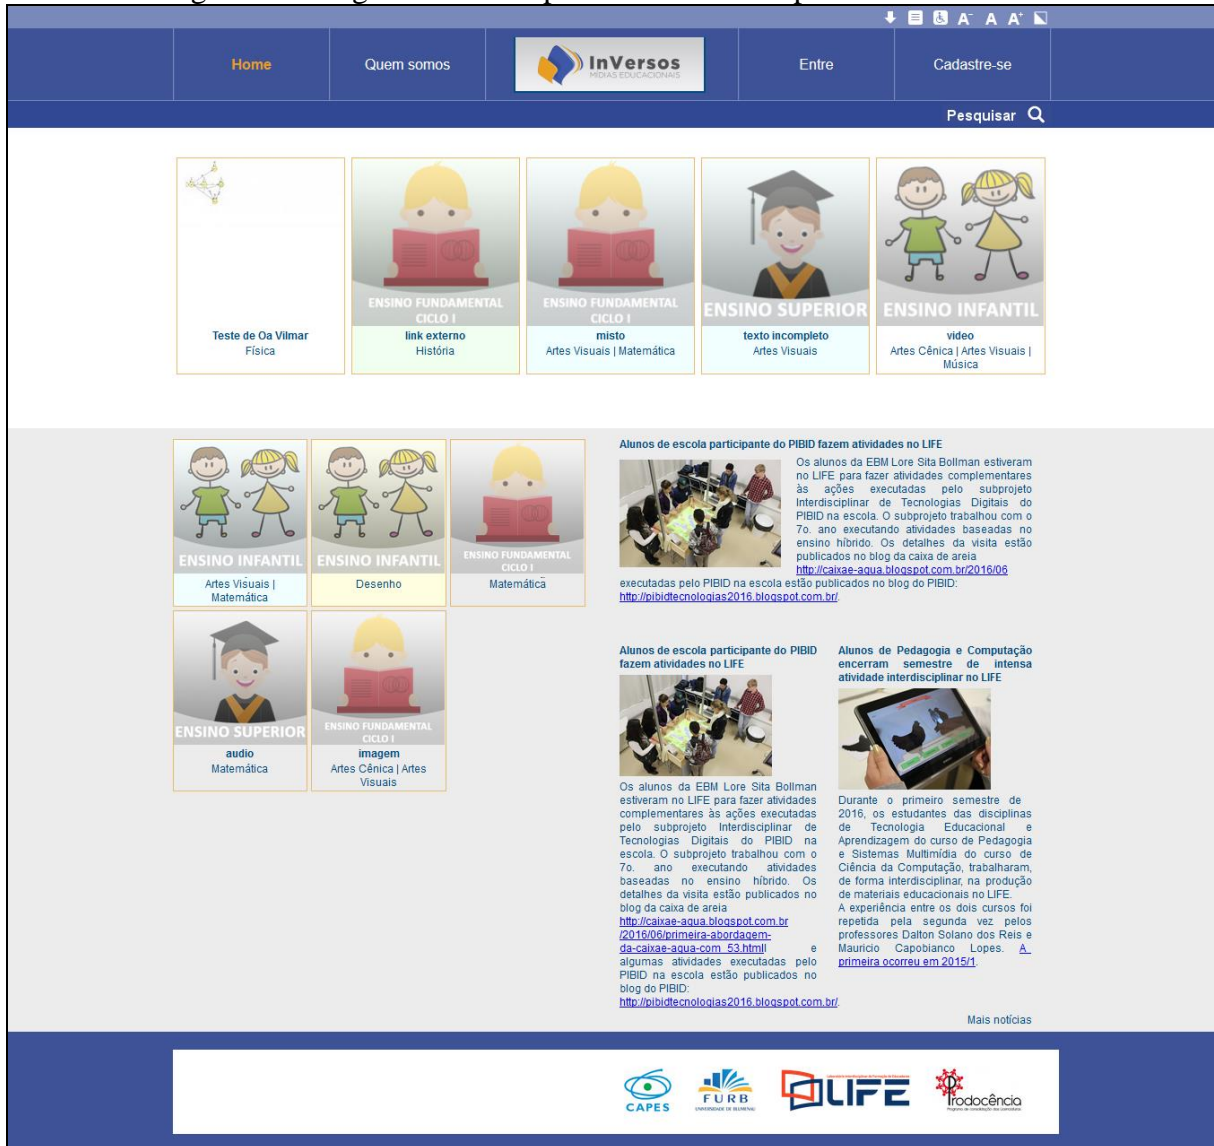 A- A A+
Home
Quem somos
InVersos
MÍDIAS EDUCACIONAIS
Entre
Cadastre-se
Pesquisar
Teste de Oa Vilmar
Física
ENSINO FUNDAMENTAL
CICLO I
link externo
História
ENSINO FUNDAMENTAL
CICLO I
misto
Artes Visuais | Matemática
ENSINO SUPERIOR
texto incompleto
Artes Visuais
ENSINO INFANTIL
video
Artes Cênica | Artes Visuais |
Música
ENSINO INFANTIL
Artes Visuais |
Matemática
ENSINO INFANTIL
Desenho
ENSINO FUNDAMENTAL
CICLO I
Matemática
ENSINO SUPERIOR
audio
Matemática
ENSINO FUNDAMENTAL
CICLO I
imagem
Artes Cênica | Artes
Visuais
Alunos de escola participante do PIBID fazem atividades no LIFE
Os alunos da EBM Lore Sita Bollman estiveram
no LIFE para fazer atividades complementares
às ações executadas pelo subprojeto
Interdisciplinar de Tecnologias Digitais do
PIBID na escola. O subprojeto trabalhou com o
7o. ano executando atividades baseadas no
ensino híbrido. Os detalhes da visita estão
publicados no blog da caixa de areia
http://caixae-agua.blogspot.com.br/2016/06
executadas pelo PIBID na escola estão publicados no blog do PIBID:
http://pibidtecnologias2016.blogspot.com.br/.
Alunos de escola participante do PIBID
fazem atividades no LIFE
Os alunos da EBM Lore Sita Bollman
estiveram no LIFE para fazer atividades
complementares às ações executadas
pelo subprojeto Interdisciplinar de
Tecnologias Digitais do PIBID na
escola. O subprojeto trabalhou com o
7o. ano executando atividades
baseadas no ensino híbrido. Os
detalhes da visita estão publicados no
blog da caixa de areia
http://caixae-agua.blogspot.com.br
/2016/06/primeira-abordagem-
da-caixae-agua-com_53.htmll e
algumas atividades executadas pelo
PIBID na escola estão publicados no
blog do PIBID:
http://pibidtecnologias2016.blogspot.com.br/.
Alunos de Pedagogia e Computação
encerram semestre de intensa
atividade interdisciplinar no LIFE
Durante o primeiro semestre de
2016, os estudantes das disciplinas
de Tecnologia Educacional e
Aprendizagem do curso de Pedagogia
e Sistemas Multimídia do curso de
Ciência da Computação, trabalharam,
de forma interdisciplinar, na produção
de materiais educacionais no LIFE.
A experiência entre os dois cursos foi
repetida pela segunda vez pelos
professores Dalton Solano dos Reis e
Mauricio Capobianco Lopes. A
primeira ocorreu em 2015/1.
Mais notícias
CAPES
FURB
UNIVERSIDADE DE BLUMENAU
LIFE
Prodocência
Programa de consolidação das Licenciaturas